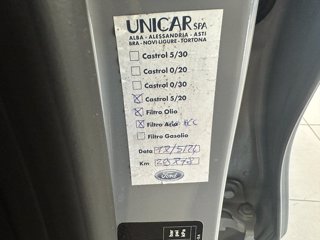 UNICAR SPA
ALBA - ALESSANDRIA - ASTI
BRA - NOVI LIGURE - TORTONA
Castrol 5/30
Castrol 0/20
Castrol 0/30
Castrol 5/20
Filtro Olio
Filtro Aria
Filtro Gasolio
Data
Km
Ford